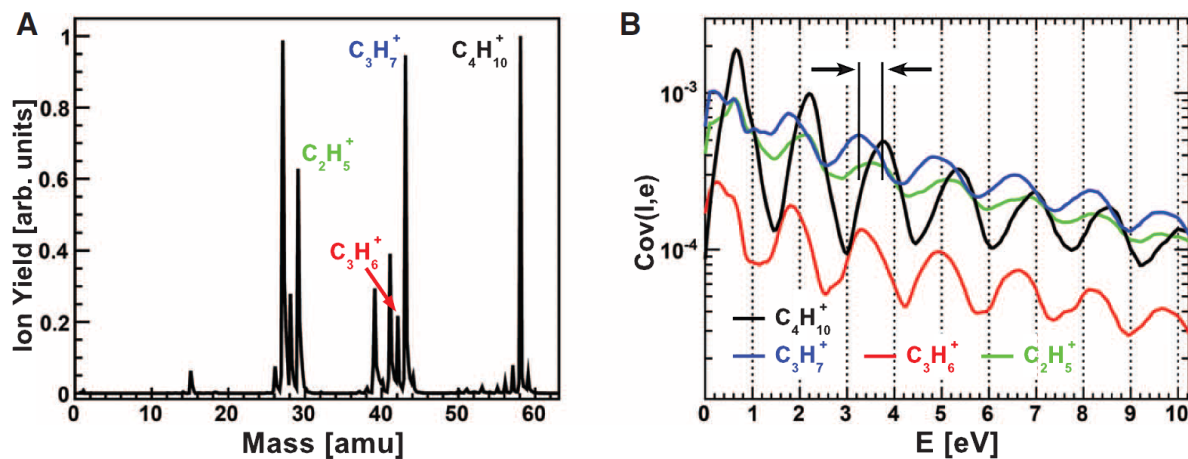 A
Ion Yield [arb. units]
1
0.8
0.6
0.4
0.2
0
C₃H₇⁺
C₄H₁₀⁺
C₂H₅⁺
C₃H₆⁺
0 10 20 30 40 50 60
Mass [amu]
B
Cov(I,e)
10⁻³
10⁻⁴
C₄H₁₀⁺
C₃H₇⁺ C₃H₆⁺ C₂H₅⁺
0 1 2 3 4 5 6 7 8 9 10
E [eV]